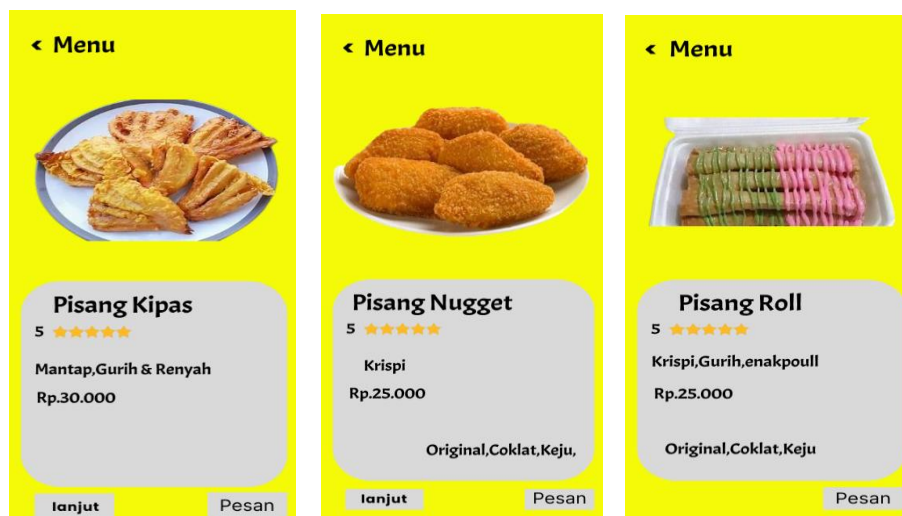 < Menu
Pisang Kipas
5
Mantap,Gurih & Renyah
Rp.30.000
lanjut
Pesan
< Menu
Pisang Nugget
5
Krispi
Rp.25.000
Original,Coklat,Keju,
lanjut
Pesan
< Menu
Pisang Roll
5
Krispi,Gurih,enakpoull
Rp.25.000
Original,Coklat,Keju
Pesan